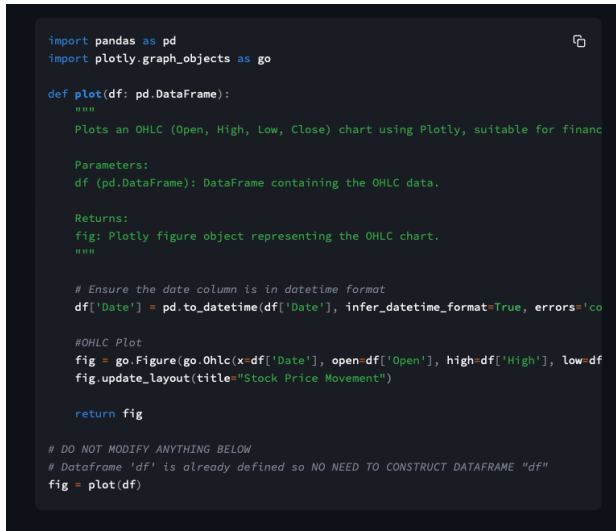 import pandas as pd
import plotly.graph_objects as go
def plot(df: pd.DataFrame):
"""
Plots an OHLC (Open, High, Low, Close) chart using Plotly, suitable for financ
Parameters:
df (pd.DataFrame): DataFrame containing the OHLC data.
Returns:
fig: Plotly figure object representing the OHLC chart.
"""
# Ensure the date column is in datetime format
df['Date'] = pd.to_datetime(df['Date'], infer_datetime_format=True, errors='co
#OHLC Plot
fig = go.Figure(go.Ohlc(x=df['Date'], open=df['Open'], high=df['High'], low=df
fig.update_layout(title="Stock Price Movement")
return fig
# DO NOT MODIFY ANYTHING BELOW
# Dataframe 'df' is already defined so NO NEED TO CONSTRUCT DATAFRAME "df"
fig = plot(df)